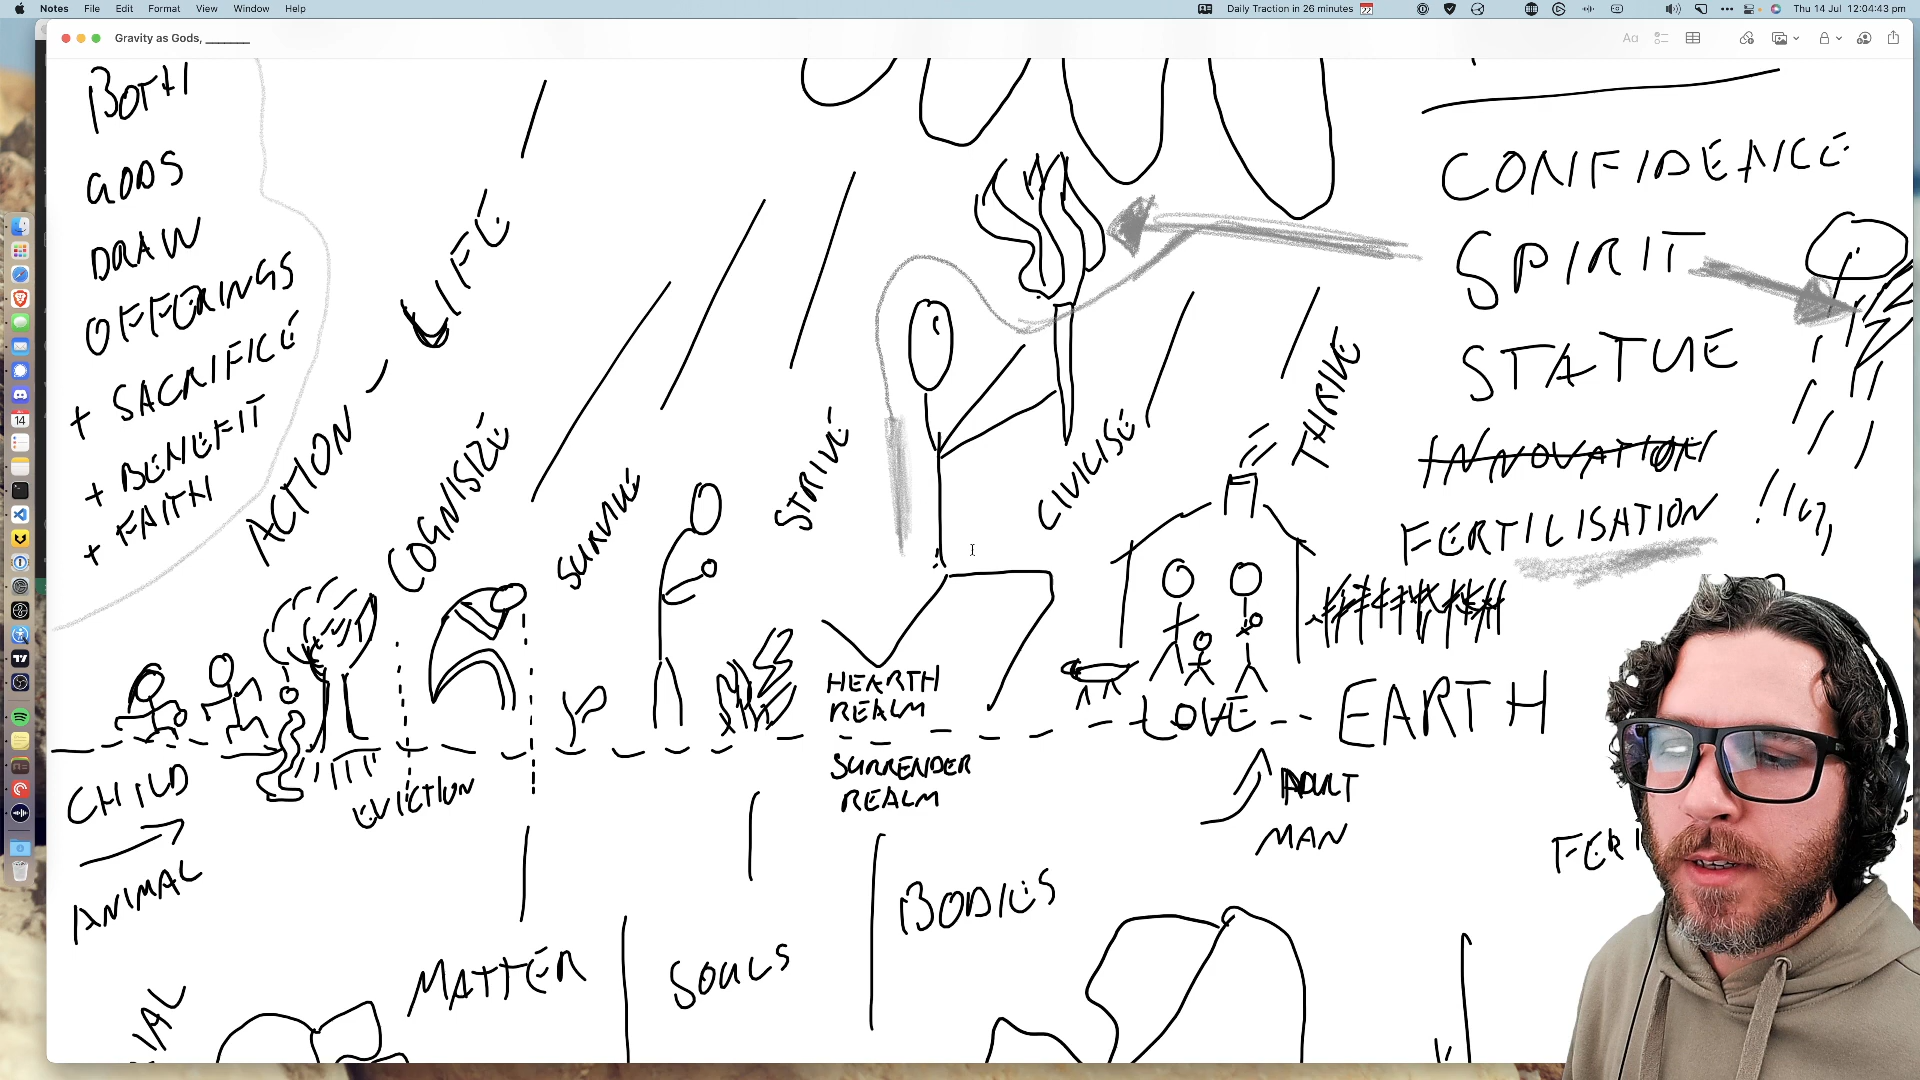 Notes File Edit Format View Window Help
Daily Traction in 26 minutes 22 Thu 14 Jul 12:04:43 pm
Gravity as Gods, _______
BOTH
GODS
DRAW
OFFERINGS
+ SACRIFICE
+ BENEFIT
+ FAITH
ACTION - LIFE
COGNISIZE
SURVIVE
STRIVE
CIVILISE
THRIVE
CONFIDENCE
SPIRIT
STATUE
INNOVATION
FERTILISATION
HEARTH
REALM
SURRENDER
REALM
LOVE
EARTH
CHILD
ANIMAL
EVICTION
ADULT
MAN
MATTER
SOULS
BODIES